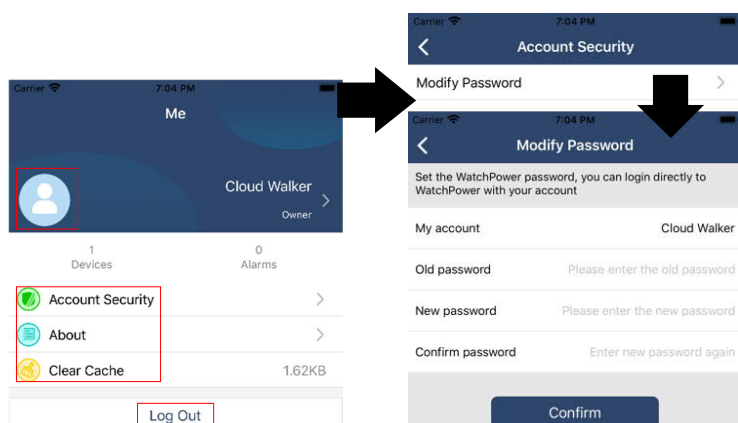 Carrier 7:04 PM
Me
Cloud Walker
Owner
1 0
Devices Alarms
Account Security
About
Clear Cache 1.62KB
Log Out
Carrier 7:04 PM
Account Security
Modify Password
Carrier 7:04 PM
Modify Password
Set the WatchPower password, you can login directly to
WatchPower with your account
My account Cloud Walker
Old password Please enter the old password
New password Please enter the new password
Confirm password Enter new password again
Confirm